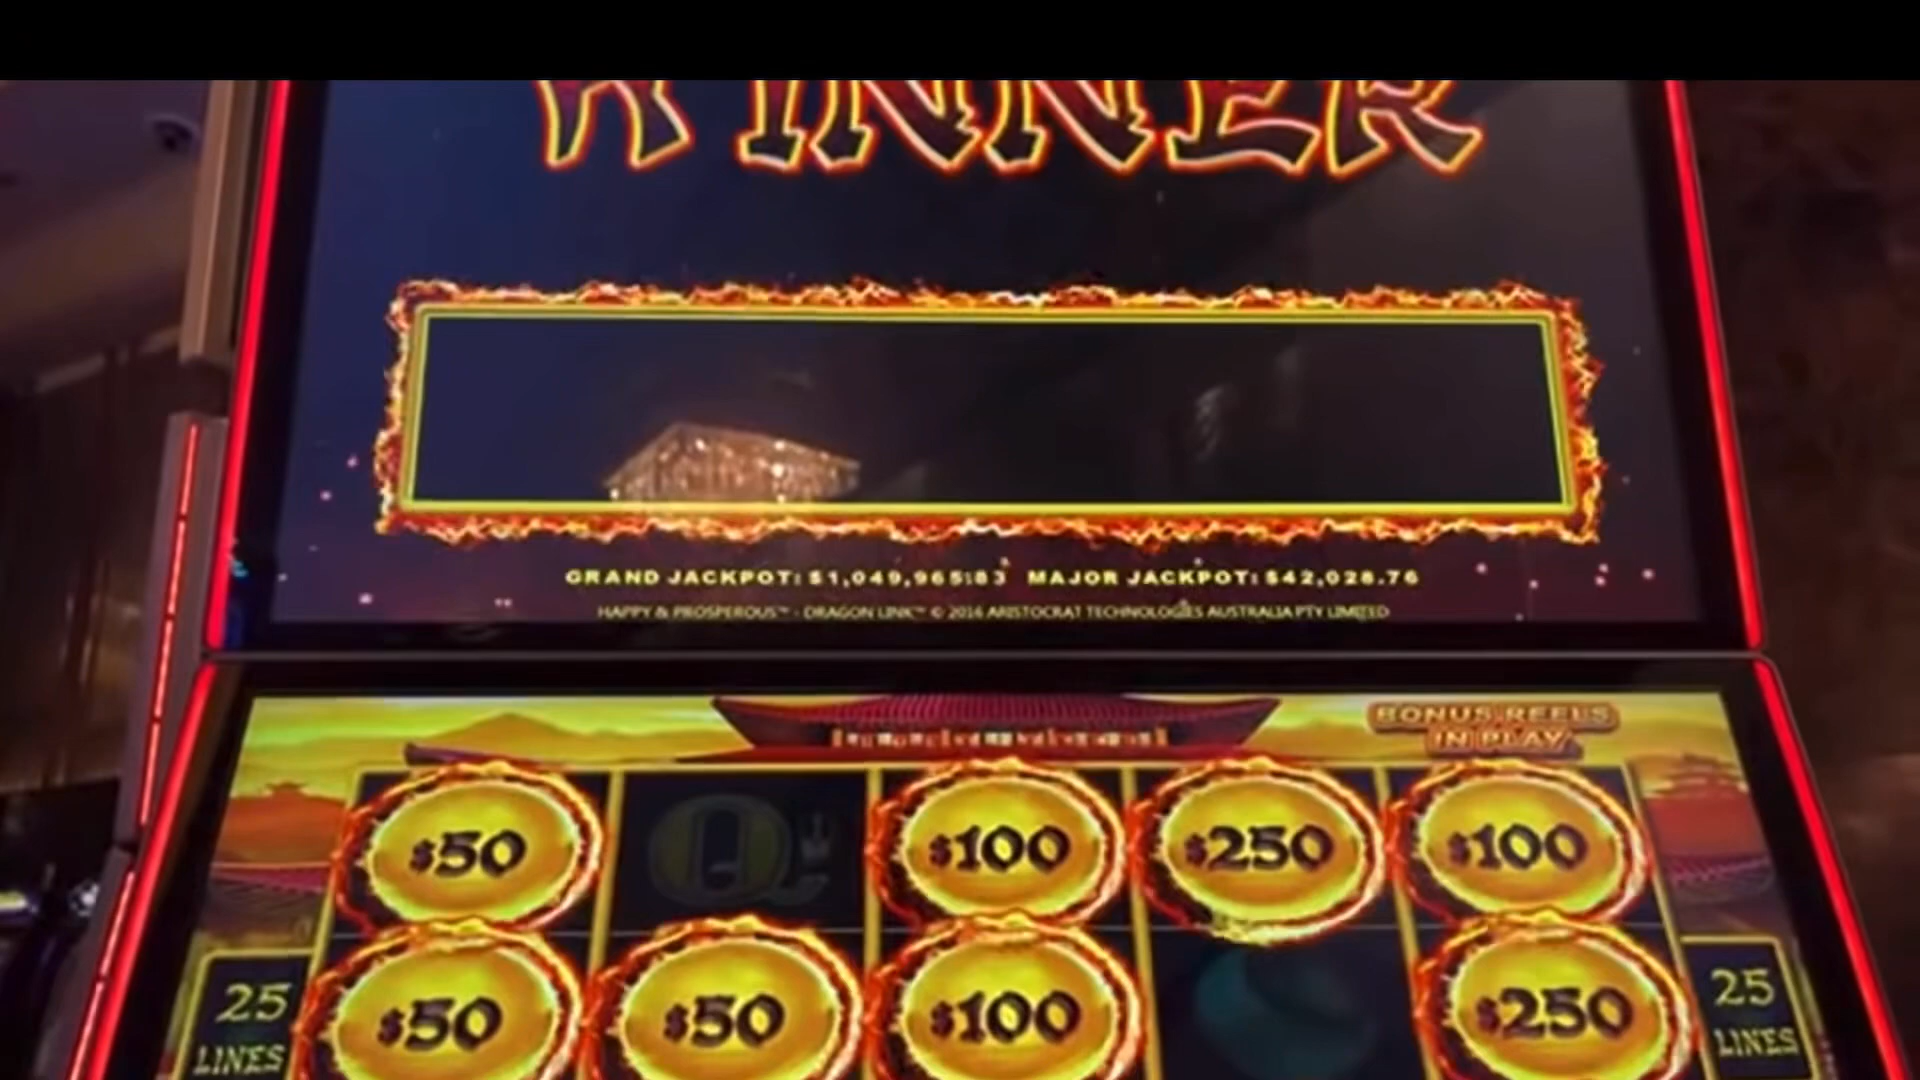 WINNER
GRAND JACKPOT: $1,049,965.83 MAJOR JACKPOT: $42,028.76
HAPPY & PROSPEROUS™ - DRAGON LINK™ © 2016 ARISTOCRAT TECHNOLOGIES AUSTRALIA PTY LIMITED
BONUS REELS
IN PLAY
$50 Q $100 $250 $100
$50 $50 $100 $250
25
LINES
25
LINES